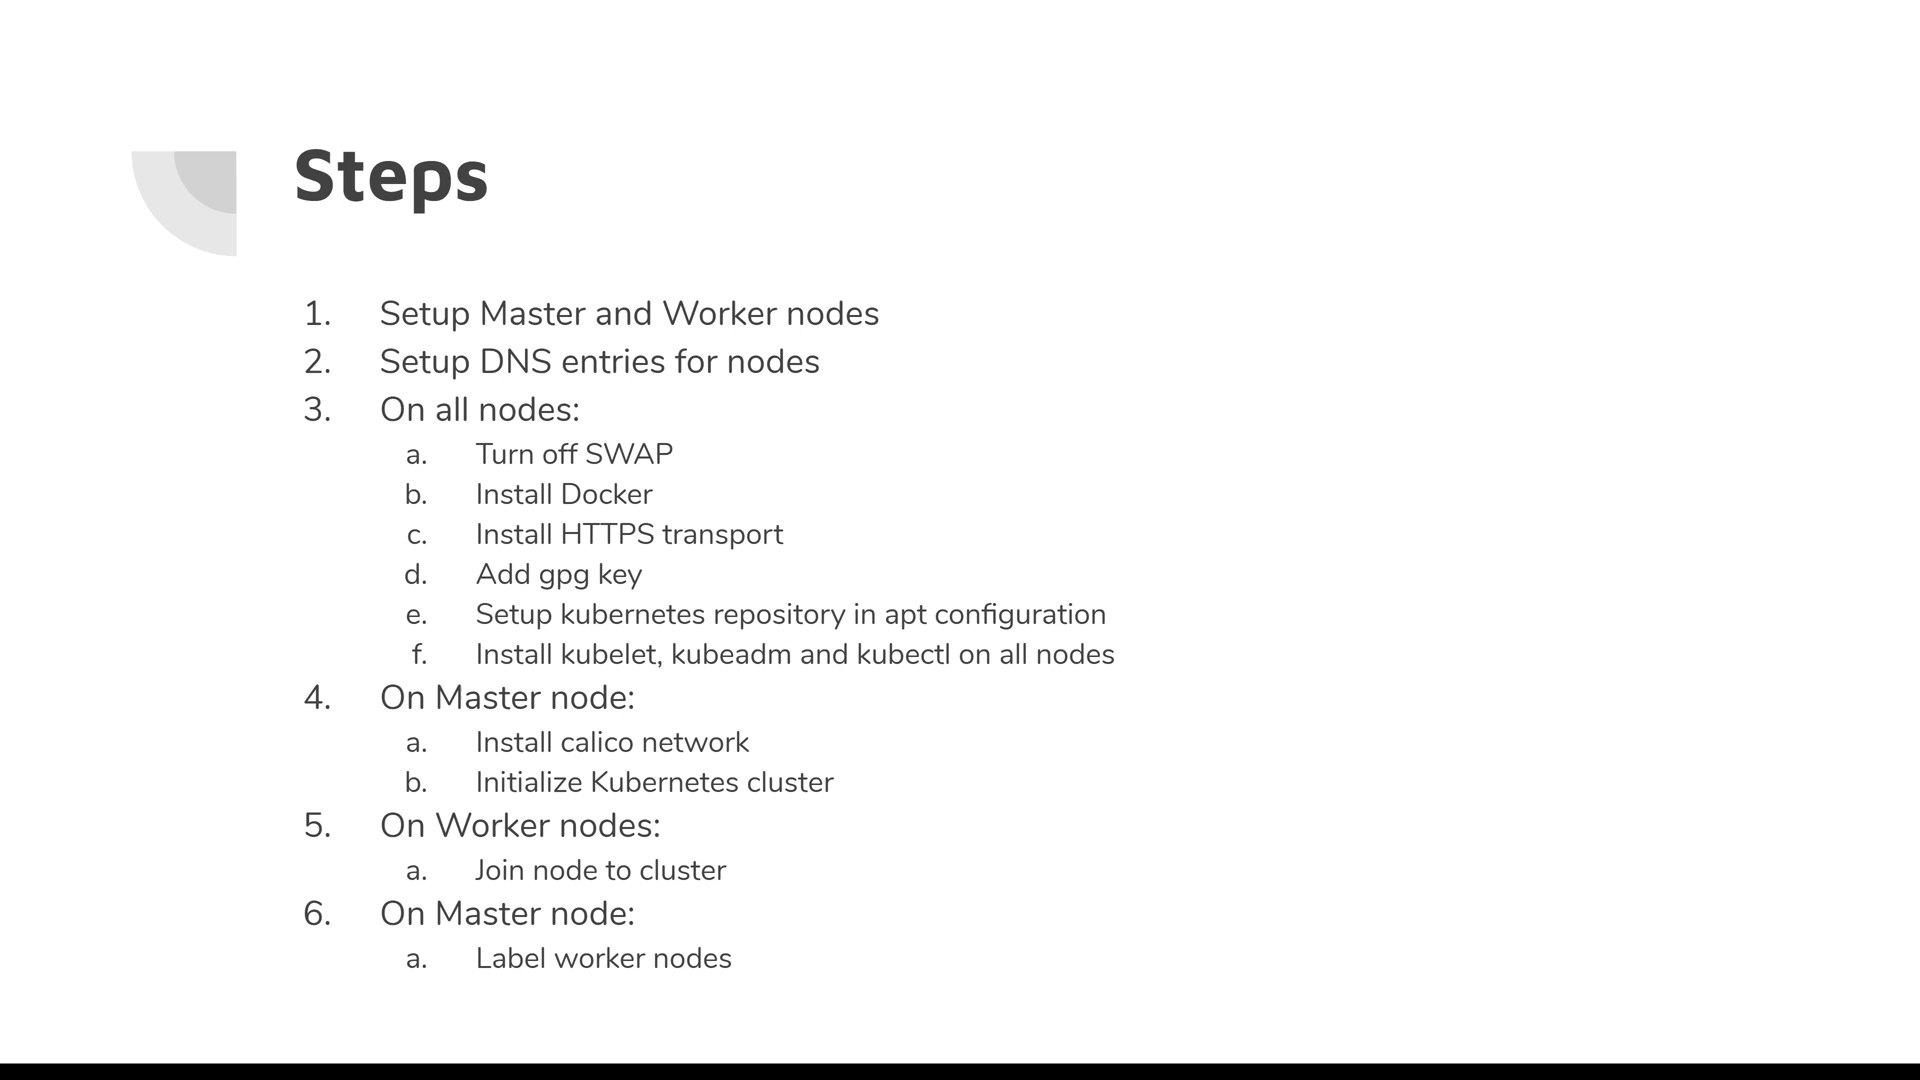 Steps
1. Setup Master and Worker nodes
2. Setup DNS entries for nodes
3. On all nodes:
a. Turn off SWAP
b. Install Docker
c. Install HTTPS transport
d. Add gpg key
e. Setup kubernetes repository in apt configuration
f. Install kubelet, kubeadm and kubectl on all nodes
4. On Master node:
a. Install calico network
b. Initialize Kubernetes cluster
5. On Worker nodes:
a. Join node to cluster
6. On Master node:
a. Label worker nodes